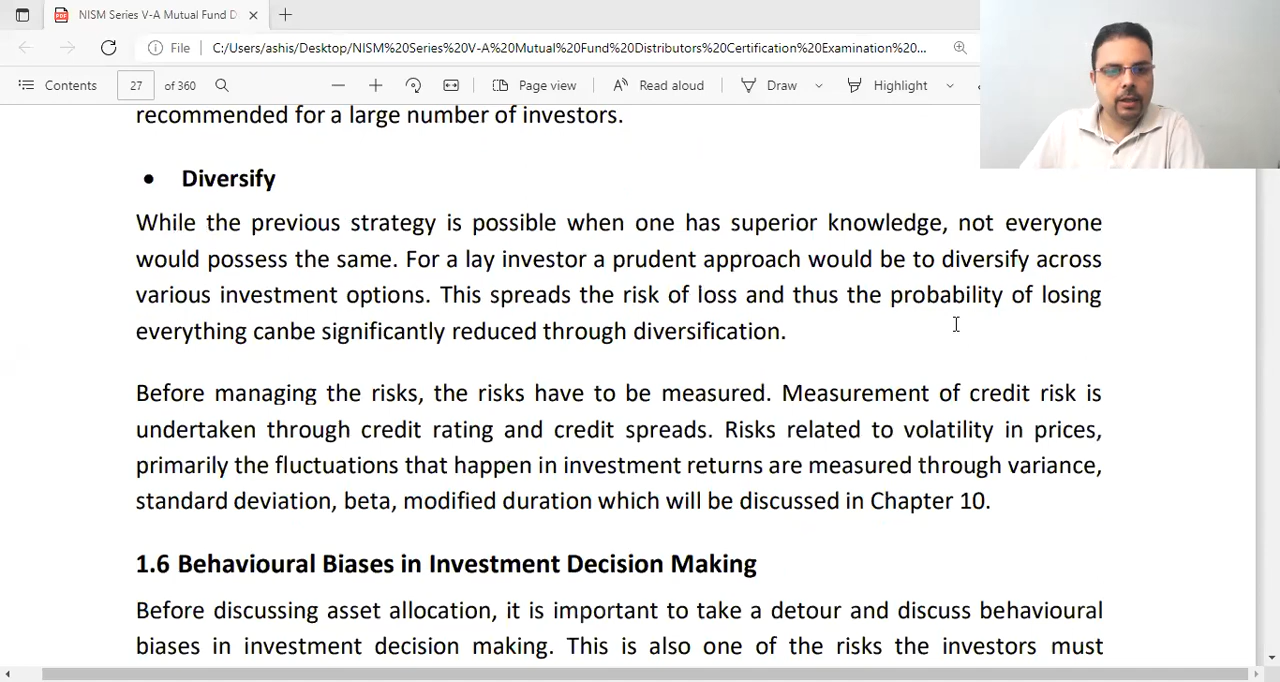 NISM Series V-A Mutual Fund D
File
C:/Users/ashis/Desktop/NISM%20Series%20V-A%20Mutual%20Fund%20Distributors%20Certification%20Examination%20...
Contents
27
of 360
Page view
Read aloud
Draw
Highlight
recommended for a large number of investors.
• Diversify
While the previous strategy is possible when one has superior knowledge, not everyone
would possess the same. For a lay investor a prudent approach would be to diversify across
various investment options. This spreads the risk of loss and thus the probability of losing
everything canbe significantly reduced through diversification.
Before managing the risks, the risks have to be measured. Measurement of credit risk is
undertaken through credit rating and credit spreads. Risks related to volatility in prices,
primarily the fluctuations that happen in investment returns are measured through variance,
standard deviation, beta, modified duration which will be discussed in Chapter 10.
1.6 Behavioural Biases in Investment Decision Making
Before discussing asset allocation, it is important to take a detour and discuss behavioural
biases in investment decision making. This is also one of the risks the investors must